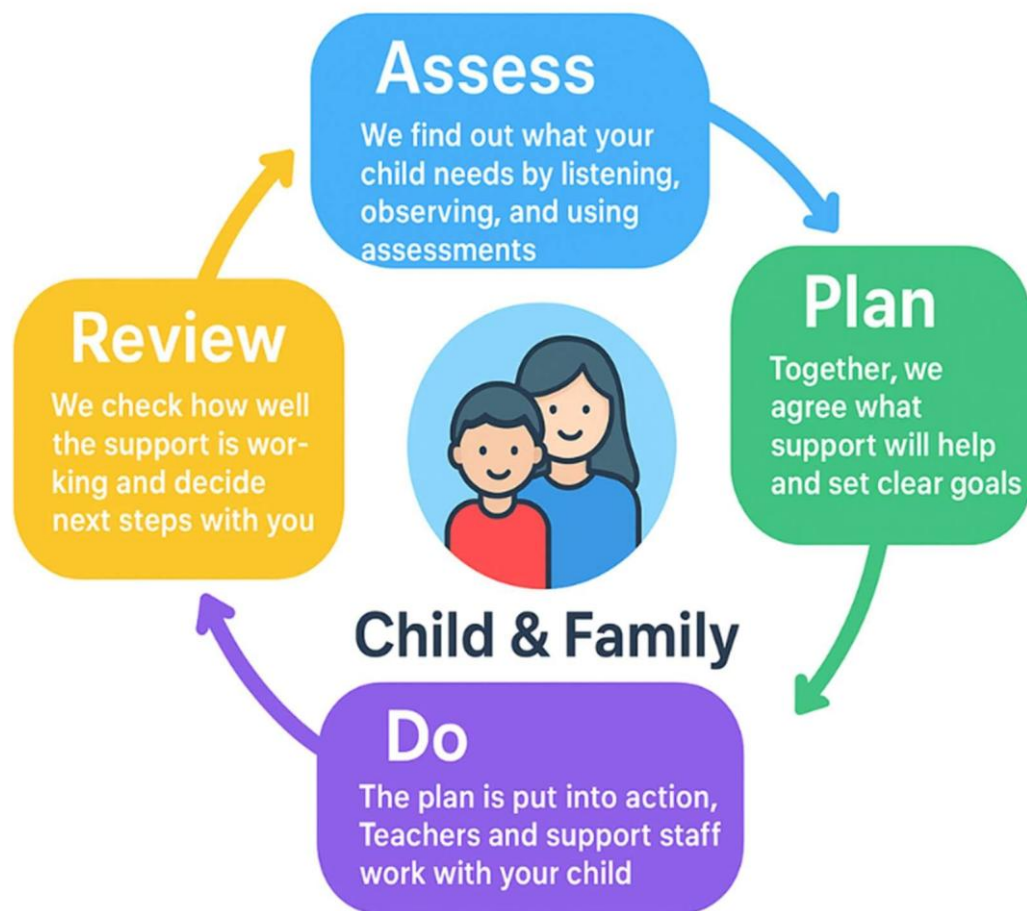 Assess
We find out what your
child needs by listening,
observing, and using
assessments
Plan
Together, we
agree what
support will help
and set clear goals
Do
The plan is put into action,
Teachers and support staff
work with your child
Review
We check how well
the support is wor-
king and decide
next steps with you
Child & Family